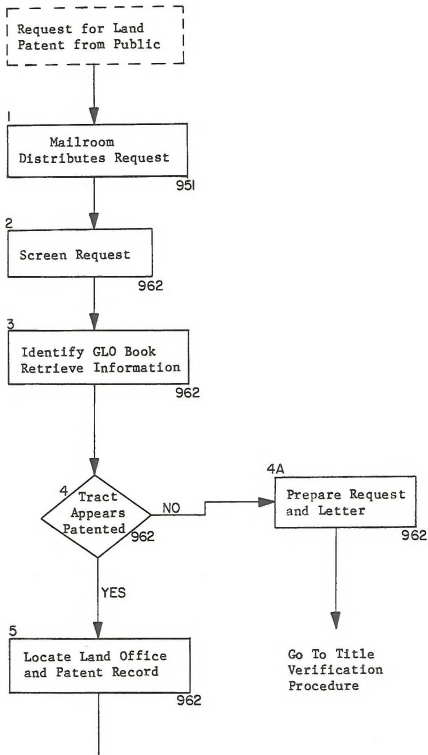 Request for Land
Patent from Public
1
Mailroom
Distributes Request
951
2
Screen Request
962
3
Identify GLO Book
Retrieve Information
962
4
Tract
Appears
Patented
962
NO
4A
Prepare Request
and Letter
962
YES
5
Locate Land Office
and Patent Record
962
Go To Title
Verification
Procedure